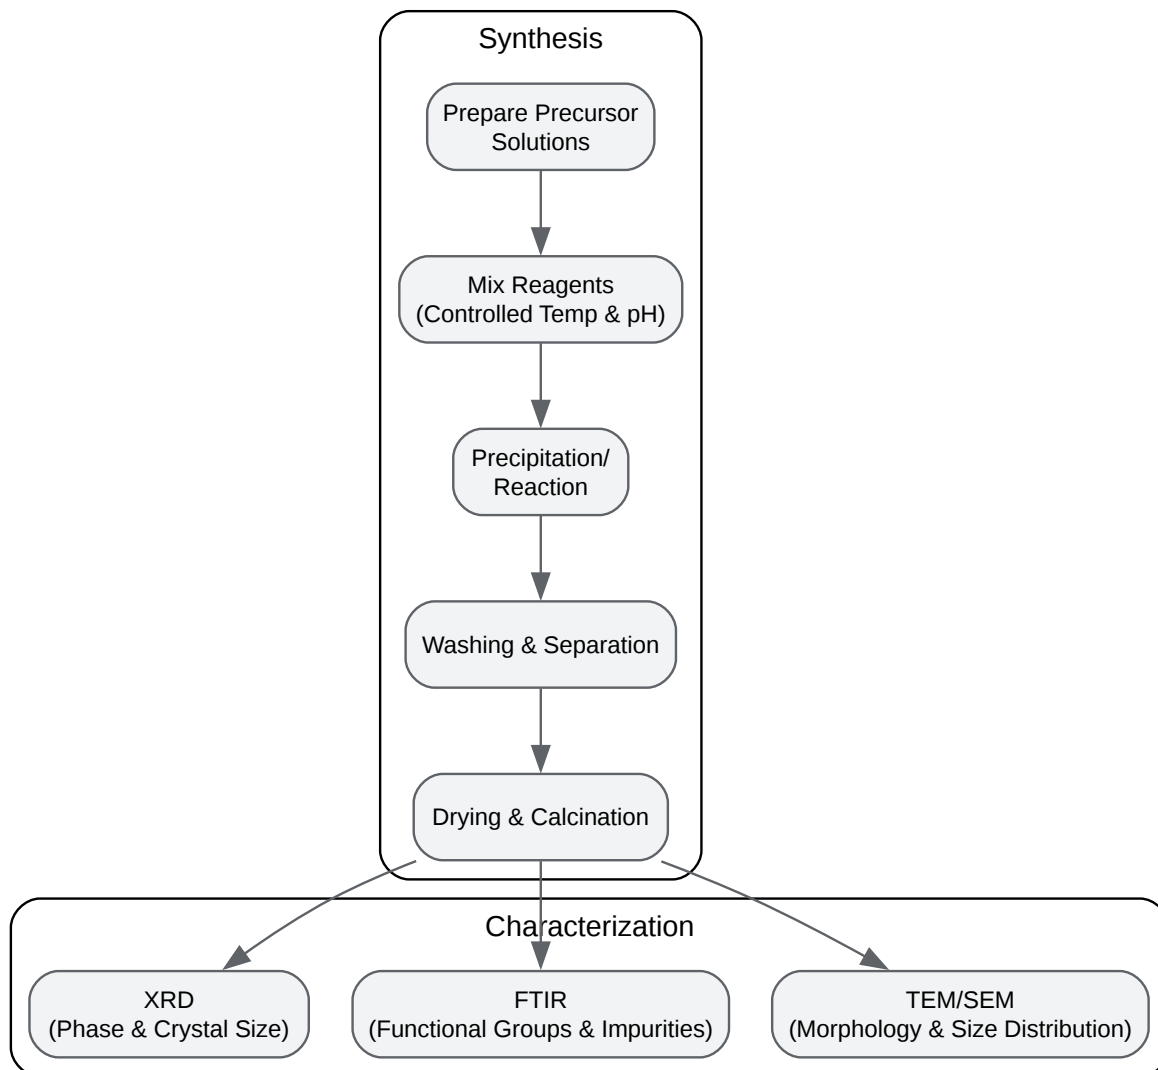 Synthesis
Prepare Precursor
Solutions
Mix Reagents
(Controlled Temp & pH)
Precipitation/
Reaction
Washing & Separation
Drying & Calcination
Characterization
XRD
(Phase & Crystal Size)
FTIR
(Functional Groups & Impurities)
TEM/SEM
(Morphology & Size Distribution)